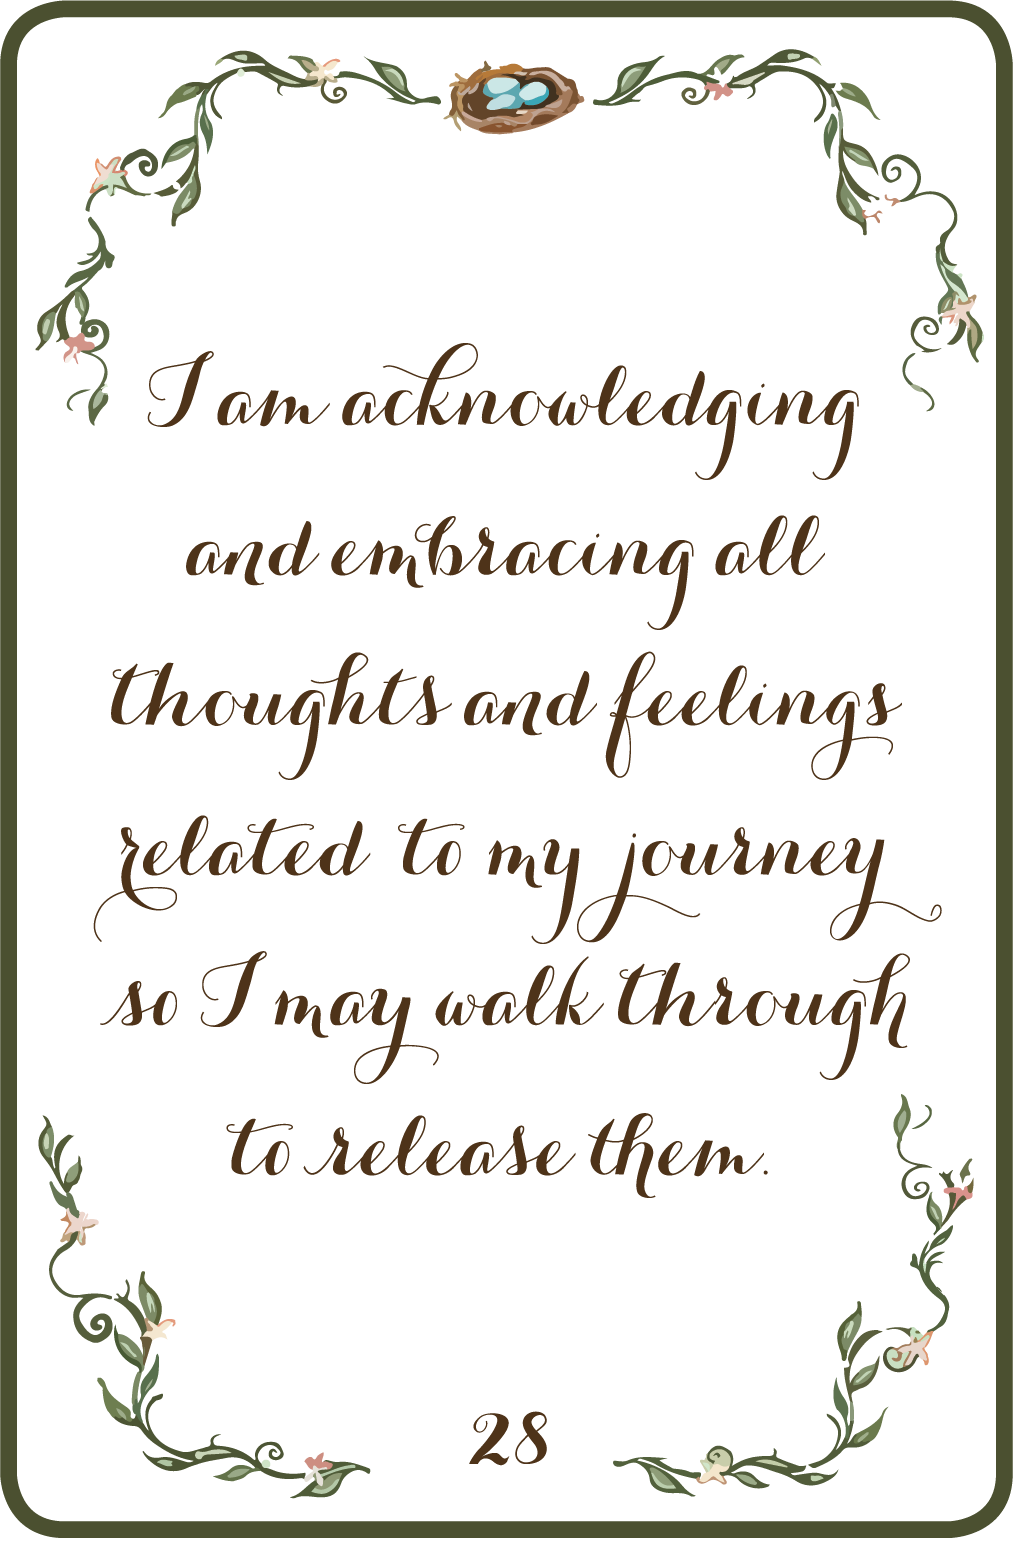 I am acknowledging
and embracing all
thoughts and feelings
related to my journey
so I may walk through
to release them.
28